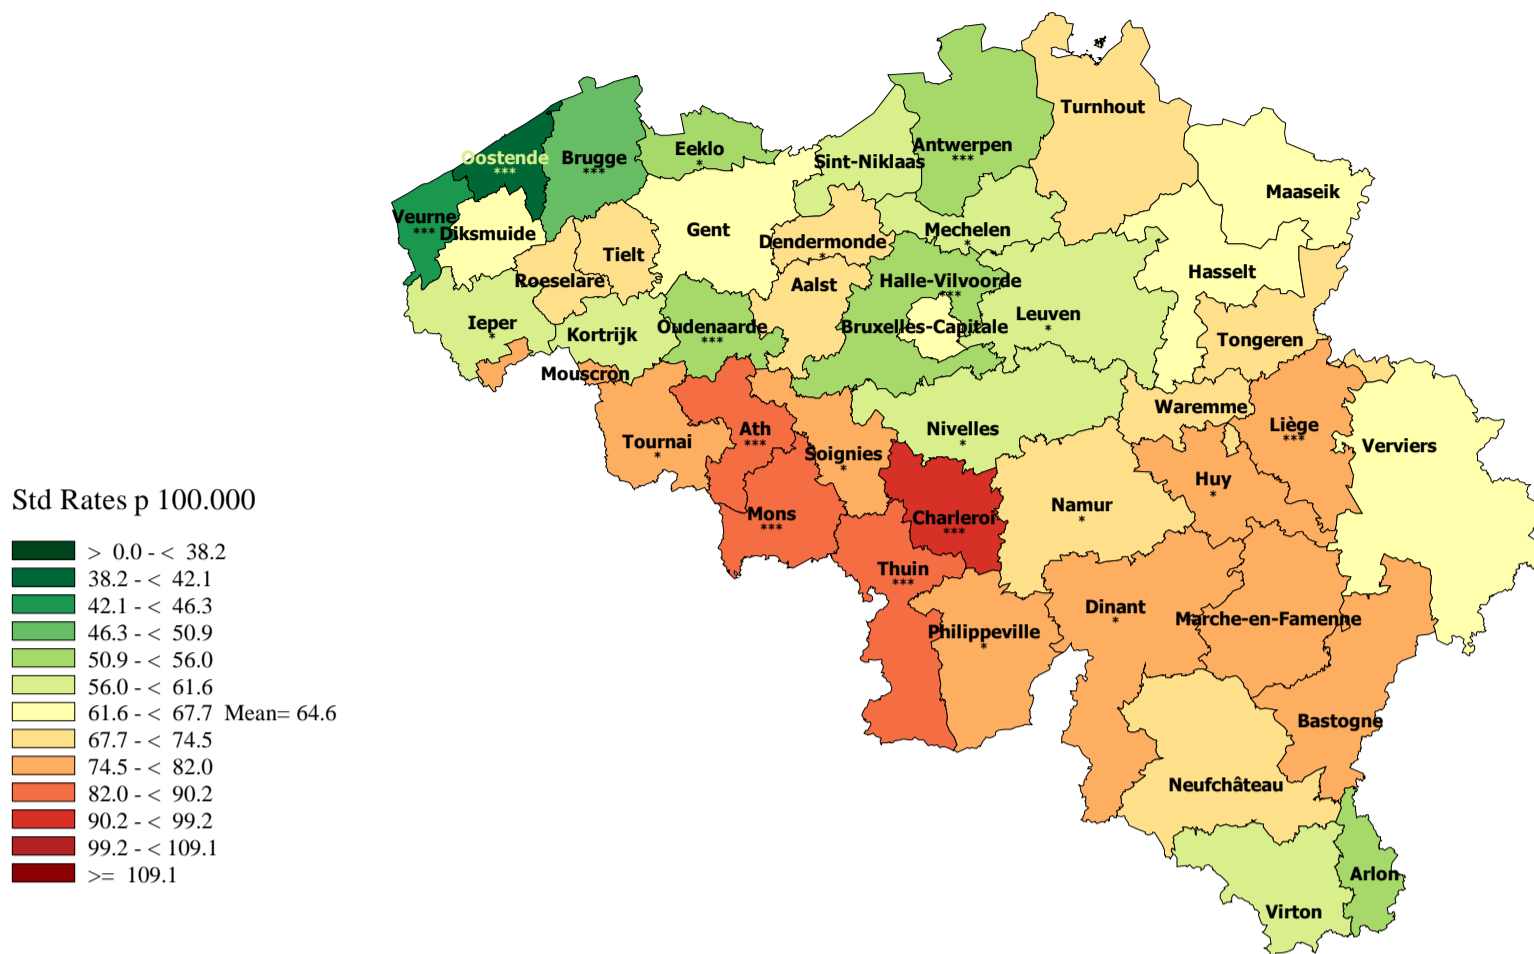 Turnhout
Antwerpen
***
Eeklo
*
Oostende
***
Brugge
***
Sint-Niklaas
Maaseik
Veurne
***
Diksmuide
Gent
Dendermonde
*
Mechelen
*
Tielt
Roeselare
Aalst
Halle-Vilvoorde
***
Hasselt
Ieper
*
Kortrijk
Oudenaarde
***
Bruxelles-Capitale
Leuven
*
Tongeren
Mouscron
Waremme
Tournai
*
Ath
***
Soignies
*
Nivelles
*
Liège
***
Verviers
Huy
*
Mons
***
Charleroi
***
Namur
*
Thuin
***
Dinant
*
Marche-en-Famenne
Philippeville
*
Bastogne
Neufchâteau
Arlon
Virton
Std Rates p 100.000
> 0.0 - < 38.2
38.2 - < 42.1
42.1 - < 46.3
46.3 - < 50.9
50.9 - < 56.0
56.0 - < 61.6
61.6 - < 67.7 Mean= 64.6
67.7 - < 74.5
74.5 - < 82.0
82.0 - < 90.2
90.2 - < 99.2
99.2 - < 109.1
>= 109.1